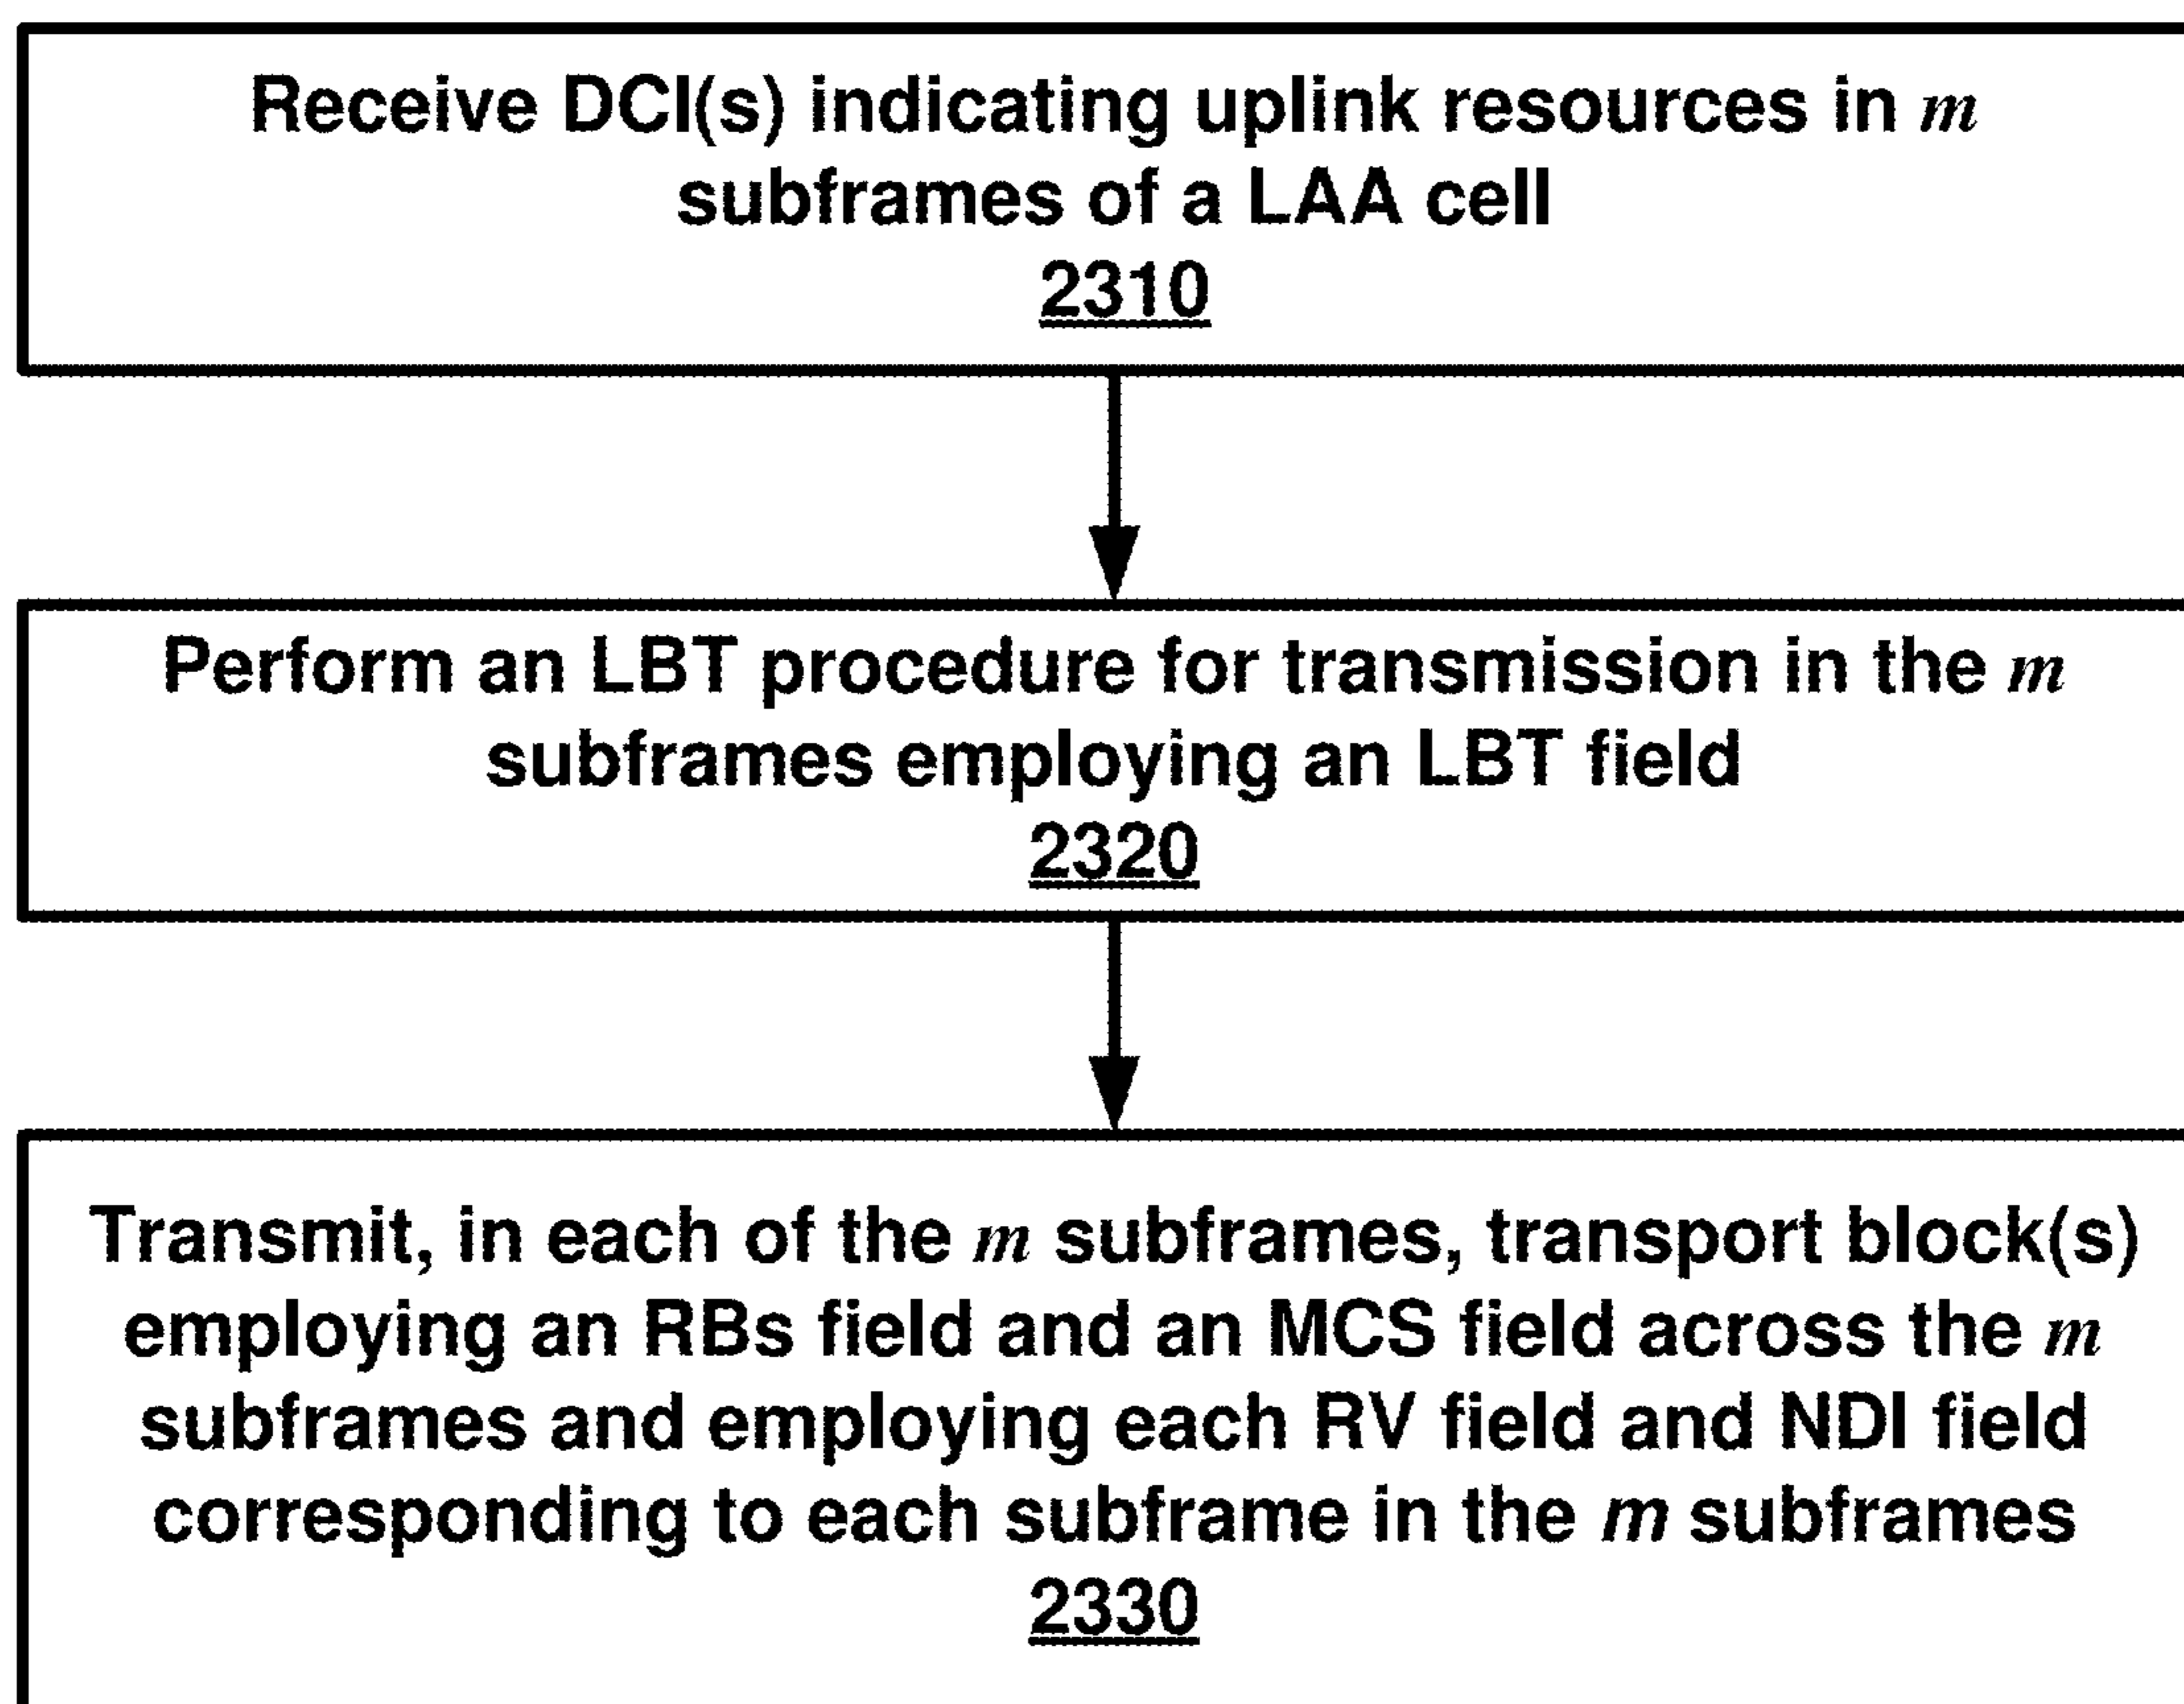 Receive DCI(s) indicating uplink resources in m
subframes of a LAA cell
2310
Perform an LBT procedure for transmission in the m
subframes employing an LBT field
2320
Transmit, in each of the m subframes, transport block(s)
employing an RBs field and an MCS field across the m
subframes and employing each RV field and NDI field
corresponding to each subframe in the m subframes
2330